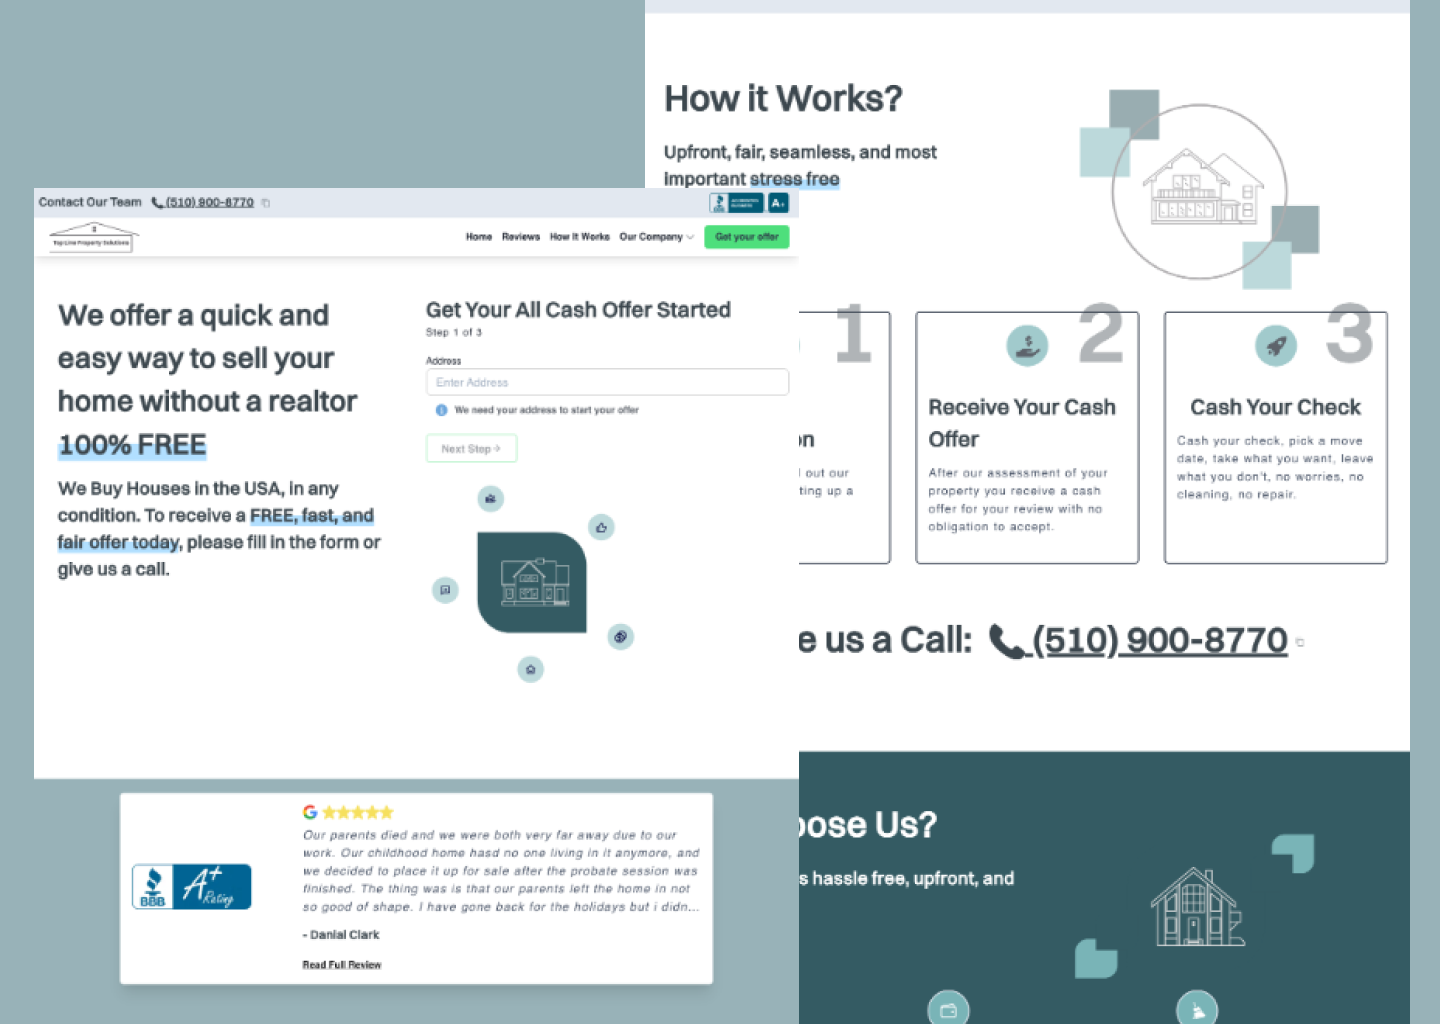 How it Works?
Upfront, fair, seamless, and most
important stress free
Contact Our Team (510) 900-8770
BBB ACCREDITED BUSINESS A+
Top Line Property Solutions
Home Reviews How It Works Our Company Get your offer
We offer a quick and
easy way to sell your
home without a realtor
100% FREE
We Buy Houses in the USA, in any
condition. To receive a FREE, fast, and
fair offer today, please fill in the form or
give us a call.
Get Your All Cash Offer Started
Step 1 of 3
Address
Enter Address
We need your address to start your offer
Next Step
1
on
l out our
ting up a
2
Receive Your Cash
Offer
After our assessment of your
property you receive a cash
offer for your review with no
obligation to accept.
3
Cash Your Check
Cash your check, pick a move
date, take what you want, leave
what you don't, no worries, no
cleaning, no repair.
e us a Call: (510) 900-8770
oose Us?
s hassle free, upfront, and
BBB A+ Rating
Our parents died and we were both very far away due to our
work. Our childhood home hasd no one living in it anymore, and
we decided to place it up for sale after the probate session was
finished. The thing was is that our parents left the home in not
so good of shape. I have gone back for the holidays but i didn...
- Danial Clark
Read Full Review